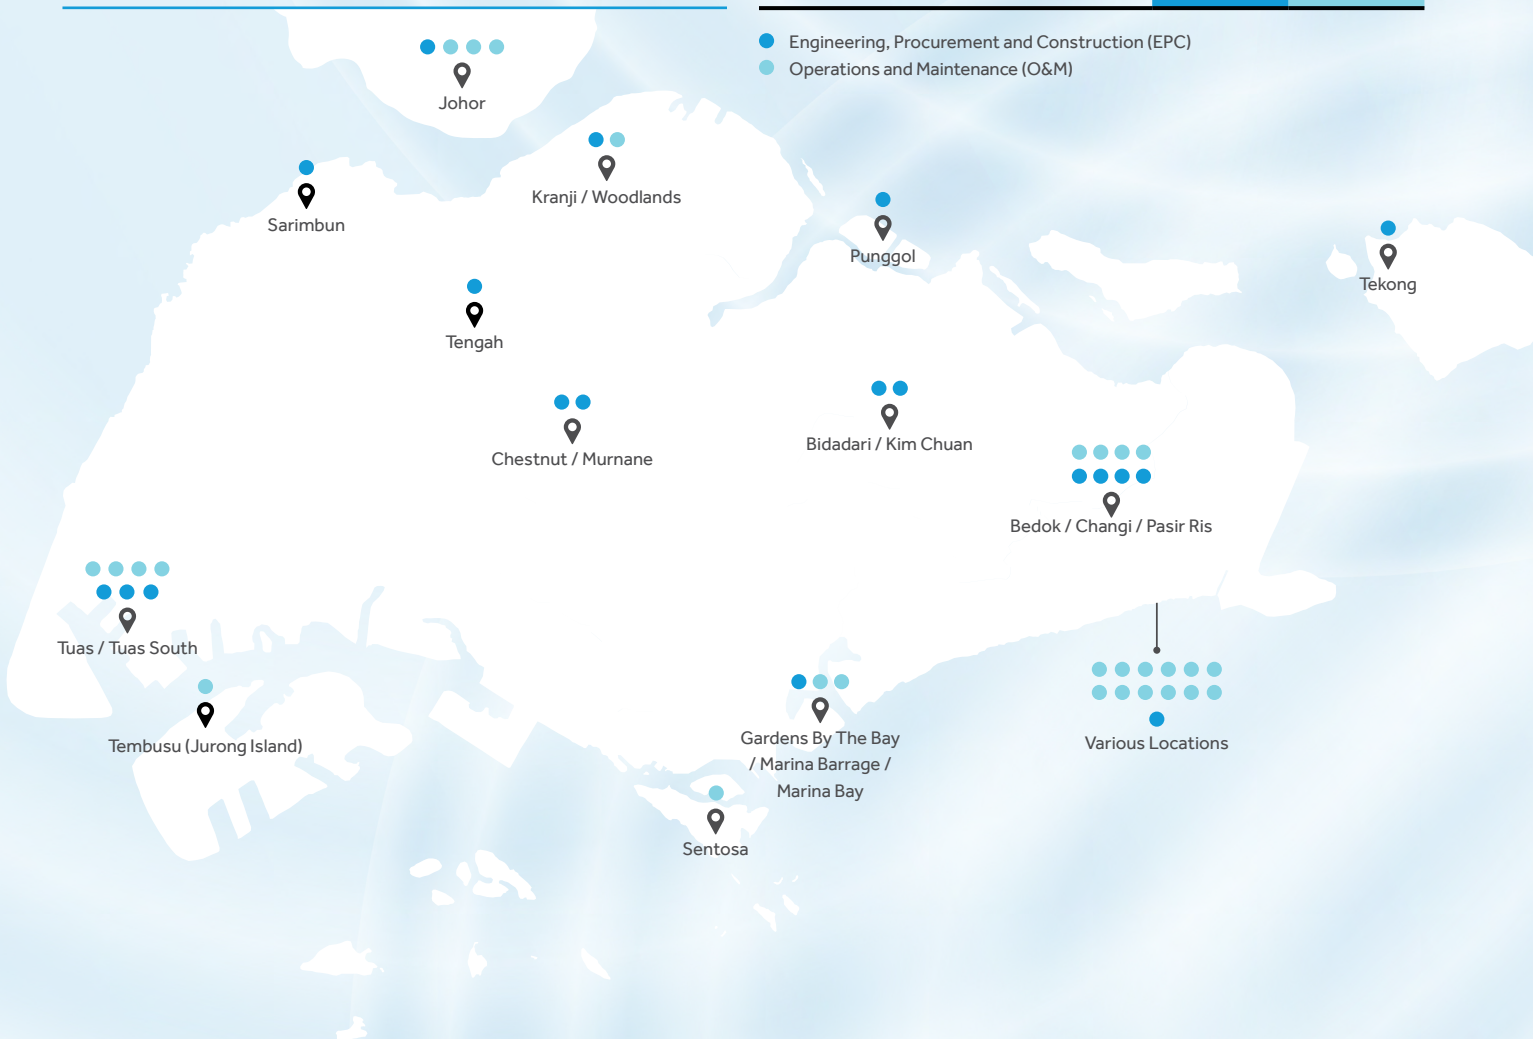 Engineering, Procurement and Construction (EPC)
Operations and Maintenance (O&M)
Johor
Kranji / Woodlands
Sarimbun
Punggol
Tekong
Tengah
Bidadari / Kim Chuan
Chestnut / Murnane
Bedok / Changi / Pasir Ris
Tuas / Tuas South
Tembusu (Jurong Island)
Gardens By The Bay
/ Marina Barrage /
Marina Bay
Various Locations
Sentosa